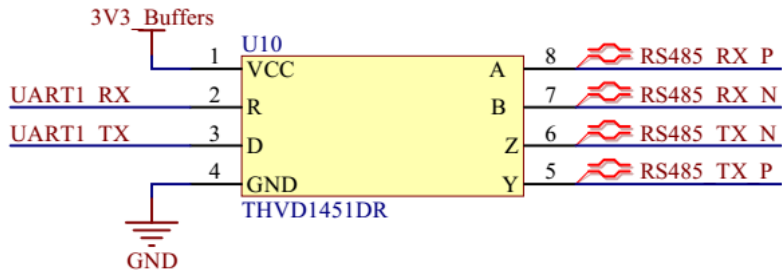 3V3_Buffers
U10
1 VCC A 8 RS485_RX_P
UART1_RX 2 R B 7 RS485_RX_N
UART1_TX 3 D Z 6 RS485_TX_N
4 GND Y 5 RS485_TX_P
THVD1451DR
GND